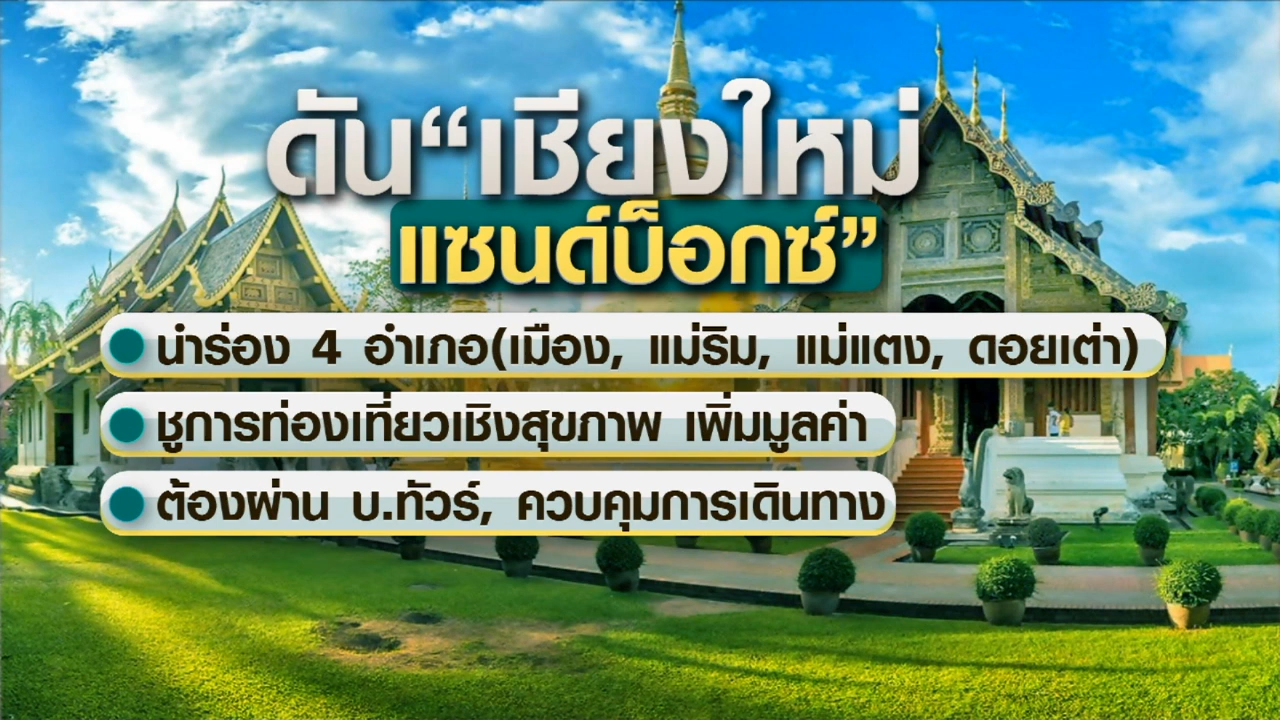 ดัน“เชียงใหม่
แซนด์บ็อกซ์”
นำร่อง 4 อำเภอ(เมือง, แม่ริม, แม่แตง, ดอยเต่า)
ชูการท่องเที่ยวเชิงสุขภาพ เพิ่มมูลค่า
ต้องผ่าน บ.ทัวร์, ควบคุมการเดินทาง